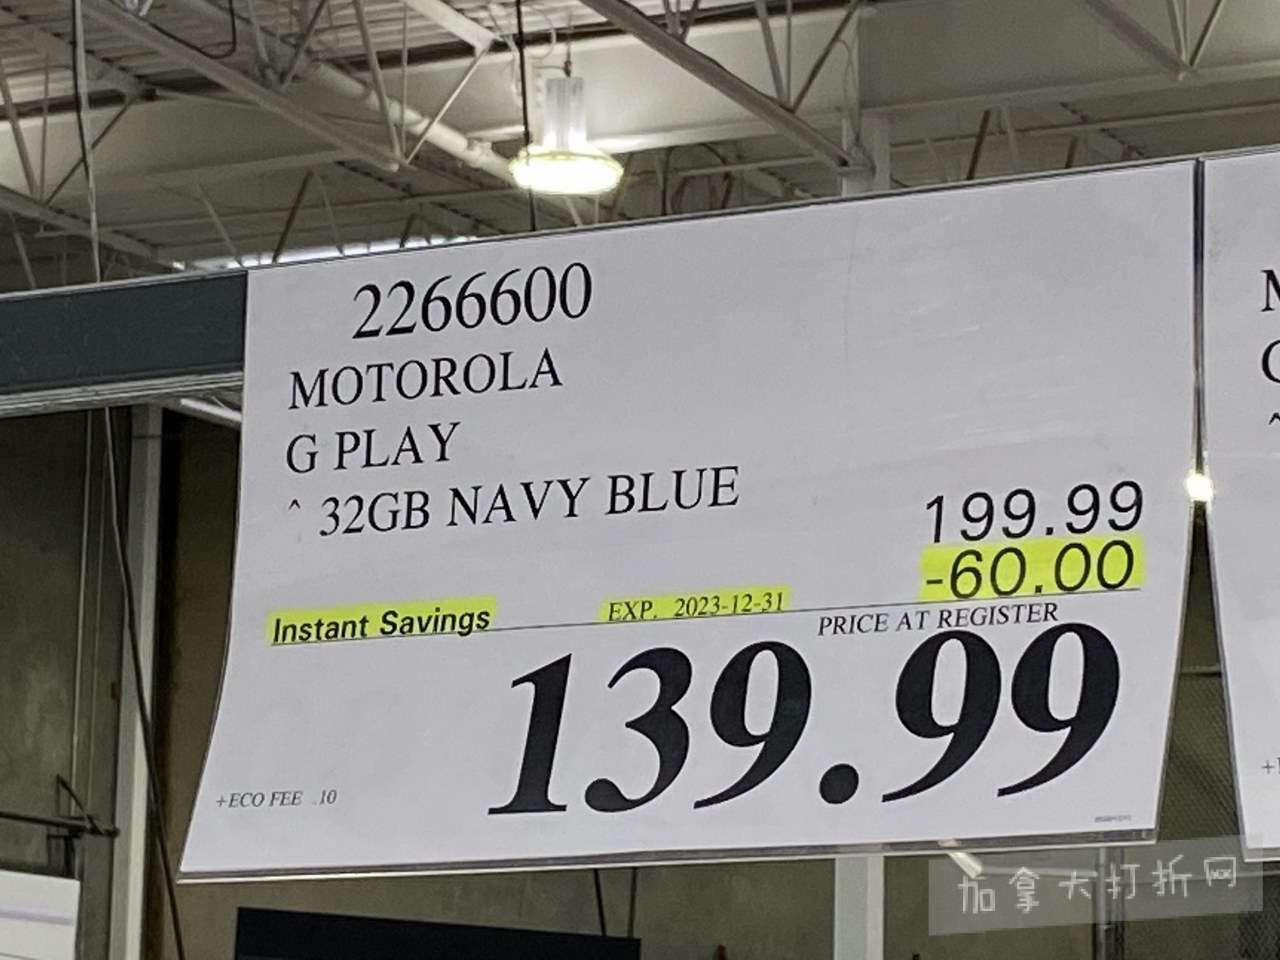 2266600
MOTOROLA
G PLAY
^ 32GB NAVY BLUE
199.99
-60.00
Instant Savings
EXP. 2023-12-31
PRICE AT REGISTER
139.99
+ECO FEE .10
加拿大打折网